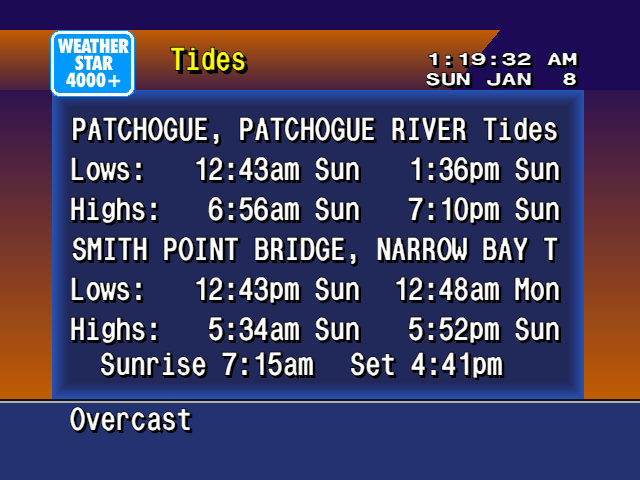 WEATHER
STAR
4000+
Tides
1:19:32 AM
SUN JAN 8
PATCHOGUE, PATCHOGUE RIVER Tides
Lows: 12:43am Sun 1:36pm Sun
Highs: 6:56am Sun 7:10pm Sun
SMITH POINT BRIDGE, NARROW BAY T
Lows: 12:43pm Sun 12:48am Mon
Highs: 5:34am Sun 5:52pm Sun
Sunrise 7:15am Set 4:41pm
Overcast